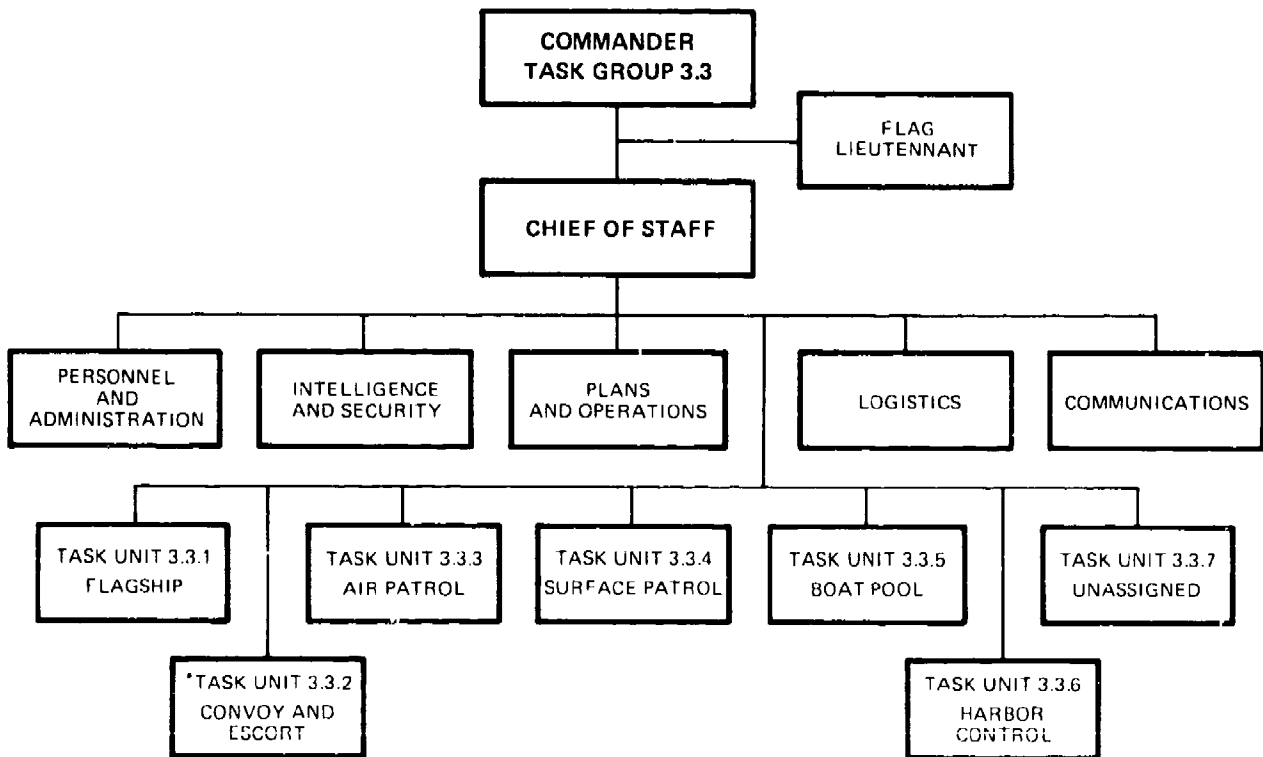 COMMANDER
TASK GROUP 3.3
FLAG
LIEUTENNANT
CHIEF OF STAFF
PERSONNEL
AND
ADMINISTRATION
INTELLIGENCE
AND SECURITY
PLANS
AND OPERATIONS
LOGISTICS
COMMUNICATIONS
TASK UNIT 3.3.1
FLAGSHIP
TASK UNIT 3.3.3
AIR PATROL
TASK UNIT 3.3.4
SURFACE PATROL
TASK UNIT 3.3.5
BOAT POOL
TASK UNIT 3.3.7
UNASSIGNED
*TASK UNIT 3.3.2
CONVOY AND
ESCORT
TASK UNIT 3.3.6
HARBOR
CONTROL